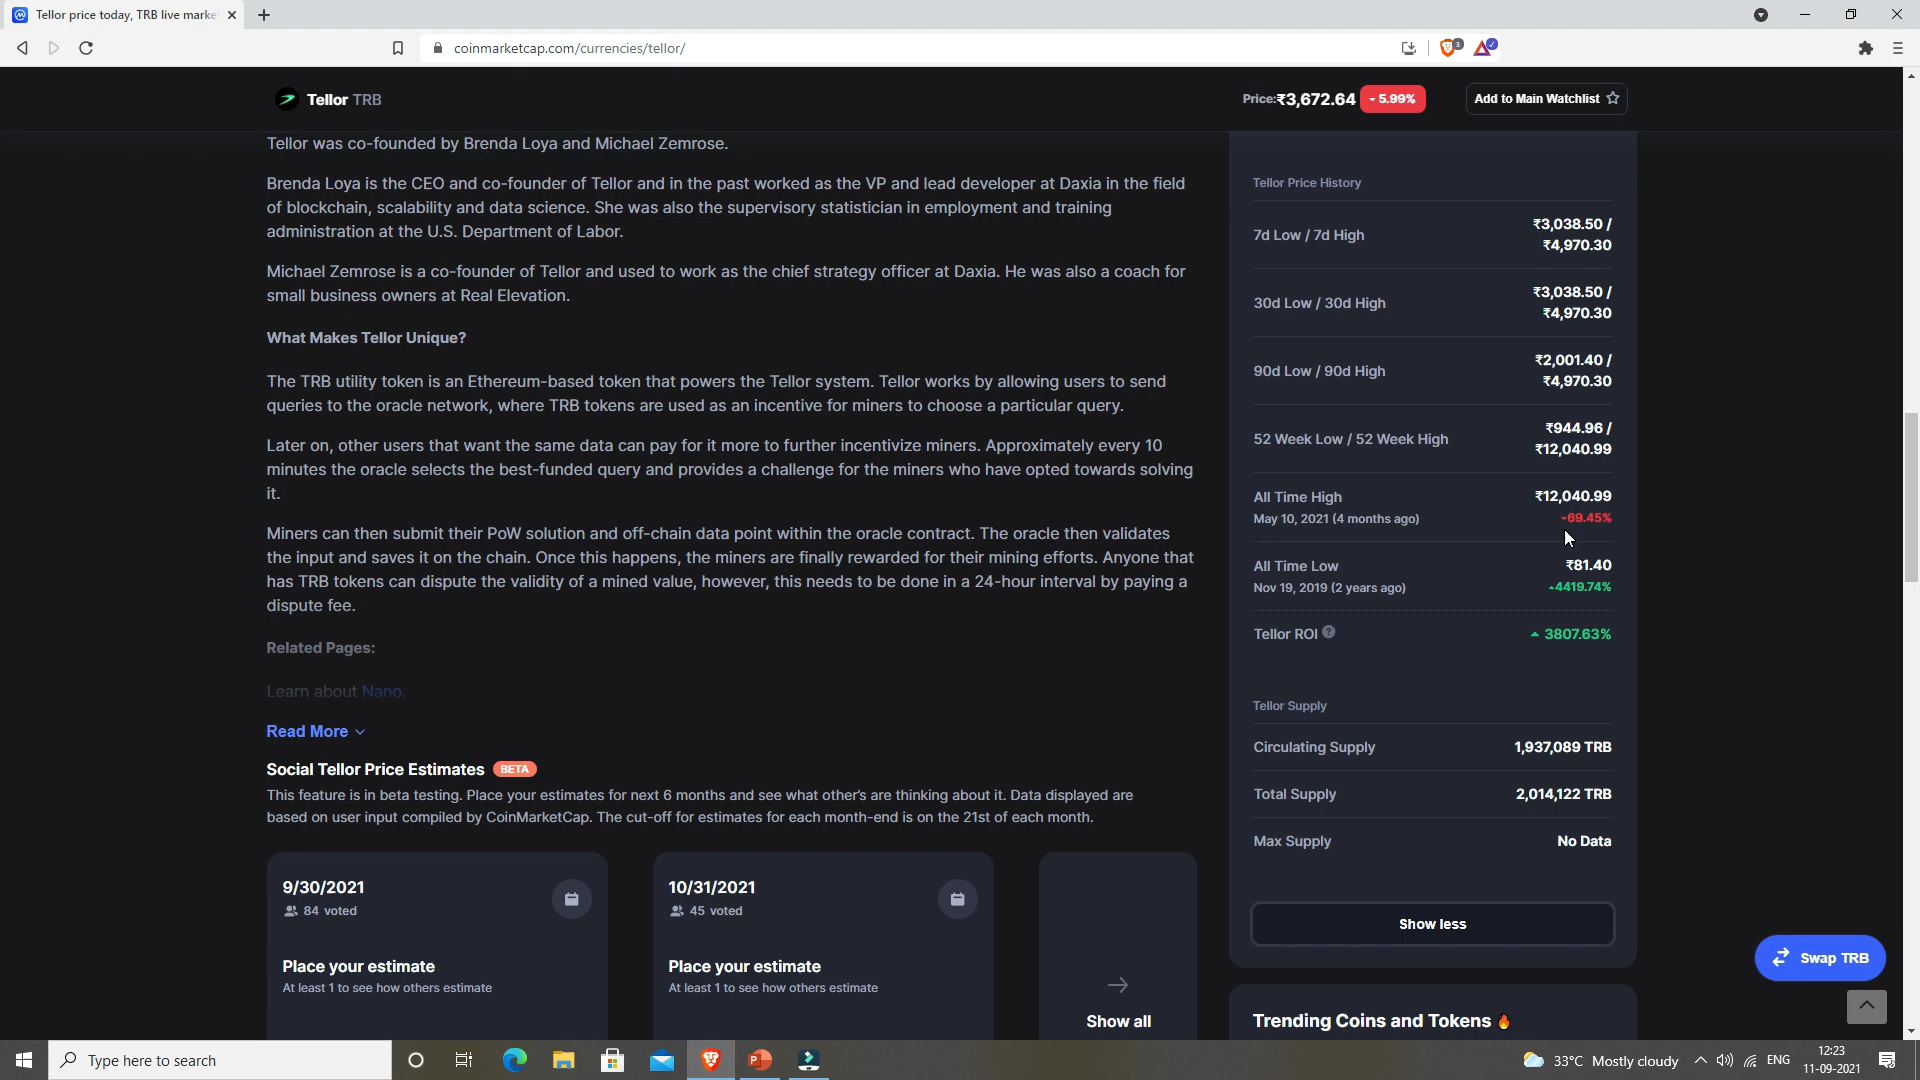 Tellor price today, TRB live marke
coinmarketcap.com/currencies/tellor/
3
Tellor TRB
Price:₹3,672.64
5.99%
Add to Main Watchlist
Tellor was co-founded by Brenda Loya and Michael Zemrose.
Brenda Loya is the CEO and co-founder of Tellor and in the past worked as the VP and lead developer at Daxia in the field
of blockchain, scalability and data science. She was also the supervisory statistician in employment and training
administration at the U.S. Department of Labor.
Michael Zemrose is a co-founder of Tellor and used to work as the chief strategy officer at Daxia. He was also a coach for
small business owners at Real Elevation.
What Makes Tellor Unique?
The TRB utility token is an Ethereum-based token that powers the Tellor system. Tellor works by allowing users to send
queries to the oracle network, where TRB tokens are used as an incentive for miners to choose a particular query.
Later on, other users that want the same data can pay for it more to further incentivize miners. Approximately every 10
minutes the oracle selects the best-funded query and provides a challenge for the miners who have opted towards solving
it.
Miners can then submit their PoW solution and off-chain data point within the oracle contract. The oracle then validates
the input and saves it on the chain. Once this happens, the miners are finally rewarded for their mining efforts. Anyone that
has TRB tokens can dispute the validity of a mined value, however, this needs to be done in a 24-hour interval by paying a
dispute fee.
Related Pages:
Learn about Nano.
Read More
Social Tellor Price Estimates BETA
This feature is in beta testing. Place your estimates for next 6 months and see what other's are thinking about it. Data displayed are
based on user input compiled by CoinMarketCap. The cut-off for estimates for each month-end is on the 21st of each month.
9/30/2021
84 voted
Place your estimate
At least 1 to see how others estimate
10/31/2021
45 voted
Place your estimate
At least 1 to see how others estimate
Show all
Tellor Price History
7d Low / 7d High
₹3,038.50 /
₹4,970.30
30d Low / 30d High
₹3,038.50 /
₹4,970.30
90d Low / 90d High
₹2,001.40 /
₹4,970.30
52 Week Low / 52 Week High
₹944.96 /
₹12,040.99
All Time High
₹12,040.99
May 10, 2021 (4 months ago)
69.45%
All Time Low
₹81.40
Nov 19, 2019 (2 years ago)
4419.74%
Tellor ROI
3807.63%
Tellor Supply
Circulating Supply
1,937,089 TRB
Total Supply
2,014,122 TRB
Max Supply
No Data
Show less
Trending Coins and Tokens
Swap TRB
Type here to search
33°C Mostly cloudy
ENG
12:23
11-09-2021